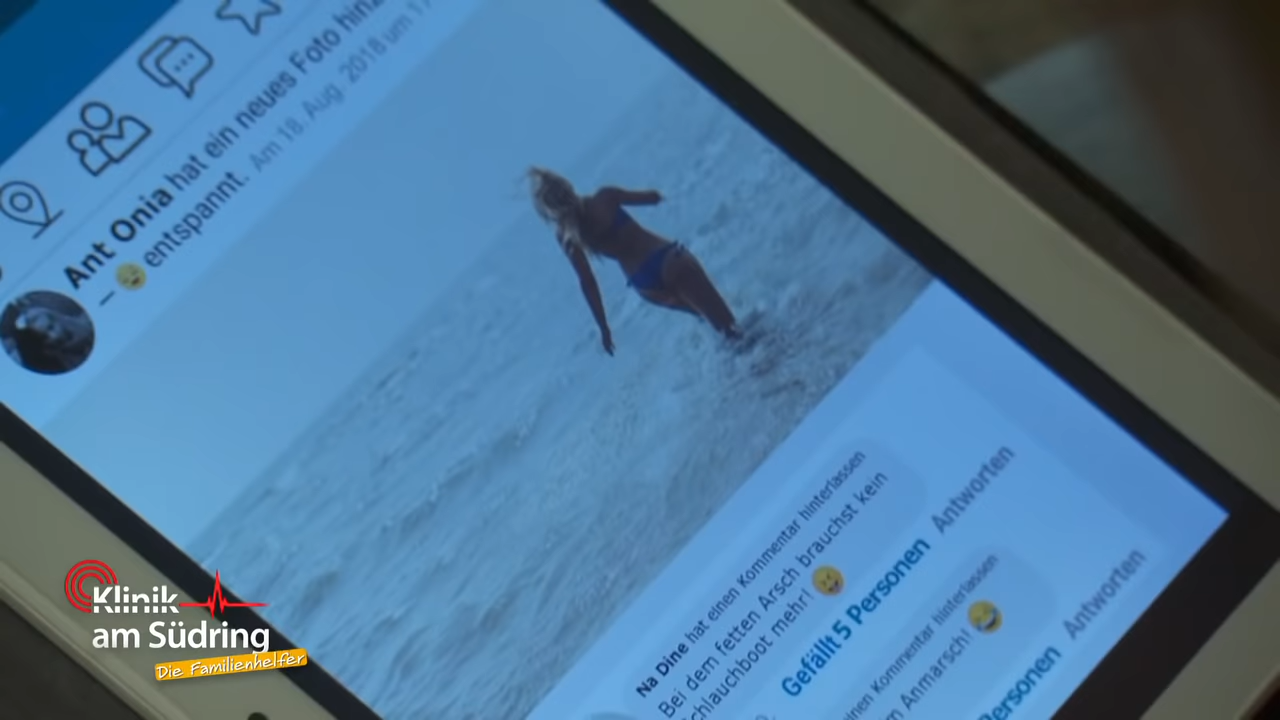 Ant Onia hat ein neues Foto
entspannt. Am 18. Aug. 2018 um
Na Dine hat einen Kommentar hinterlassen
Bei dem fetten Arsch brauchst kein
Schlauchboot mehr!
Gefällt 5 Personen Antworten
Kommentar hinterlassen
Anmarsch!
Personen Antworten
Klinik
am Südring
Die Familienhelfer